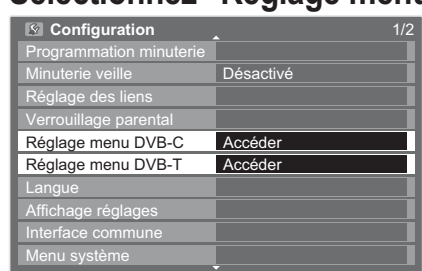 Configuration 1/2
Programmation minuterie
Minuterie veille Désactivé
Réglage des liens
Verrouillage parental
Réglage menu DVB-C Accéder
Réglage menu DVB-T Accéder
Langue
Affichage réglages
Interface commune
Menu système